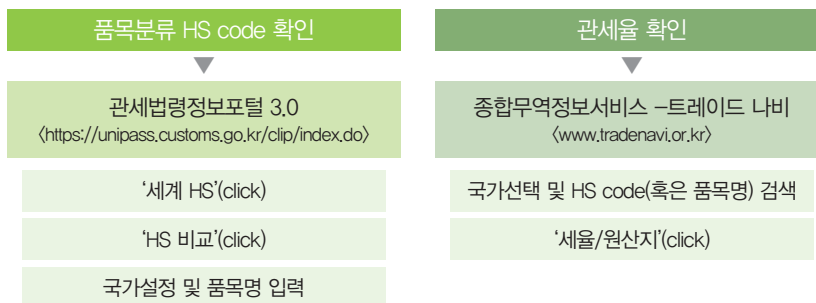 품목분류 HS code 확인
관세법령정보포털 3.0
〈https://unipass.customs.go.kr/clip/index.do〉
‘세계 HS’(click)
‘HS 비교’(click)
국가설정 및 품목명 입력
관세율 확인
종합무역정보서비스 –트레이드 나비
〈www.tradenavi.or.kr〉
국가선택 및 HS code(혹은 품목명) 검색
‘세율/원산지’(click)